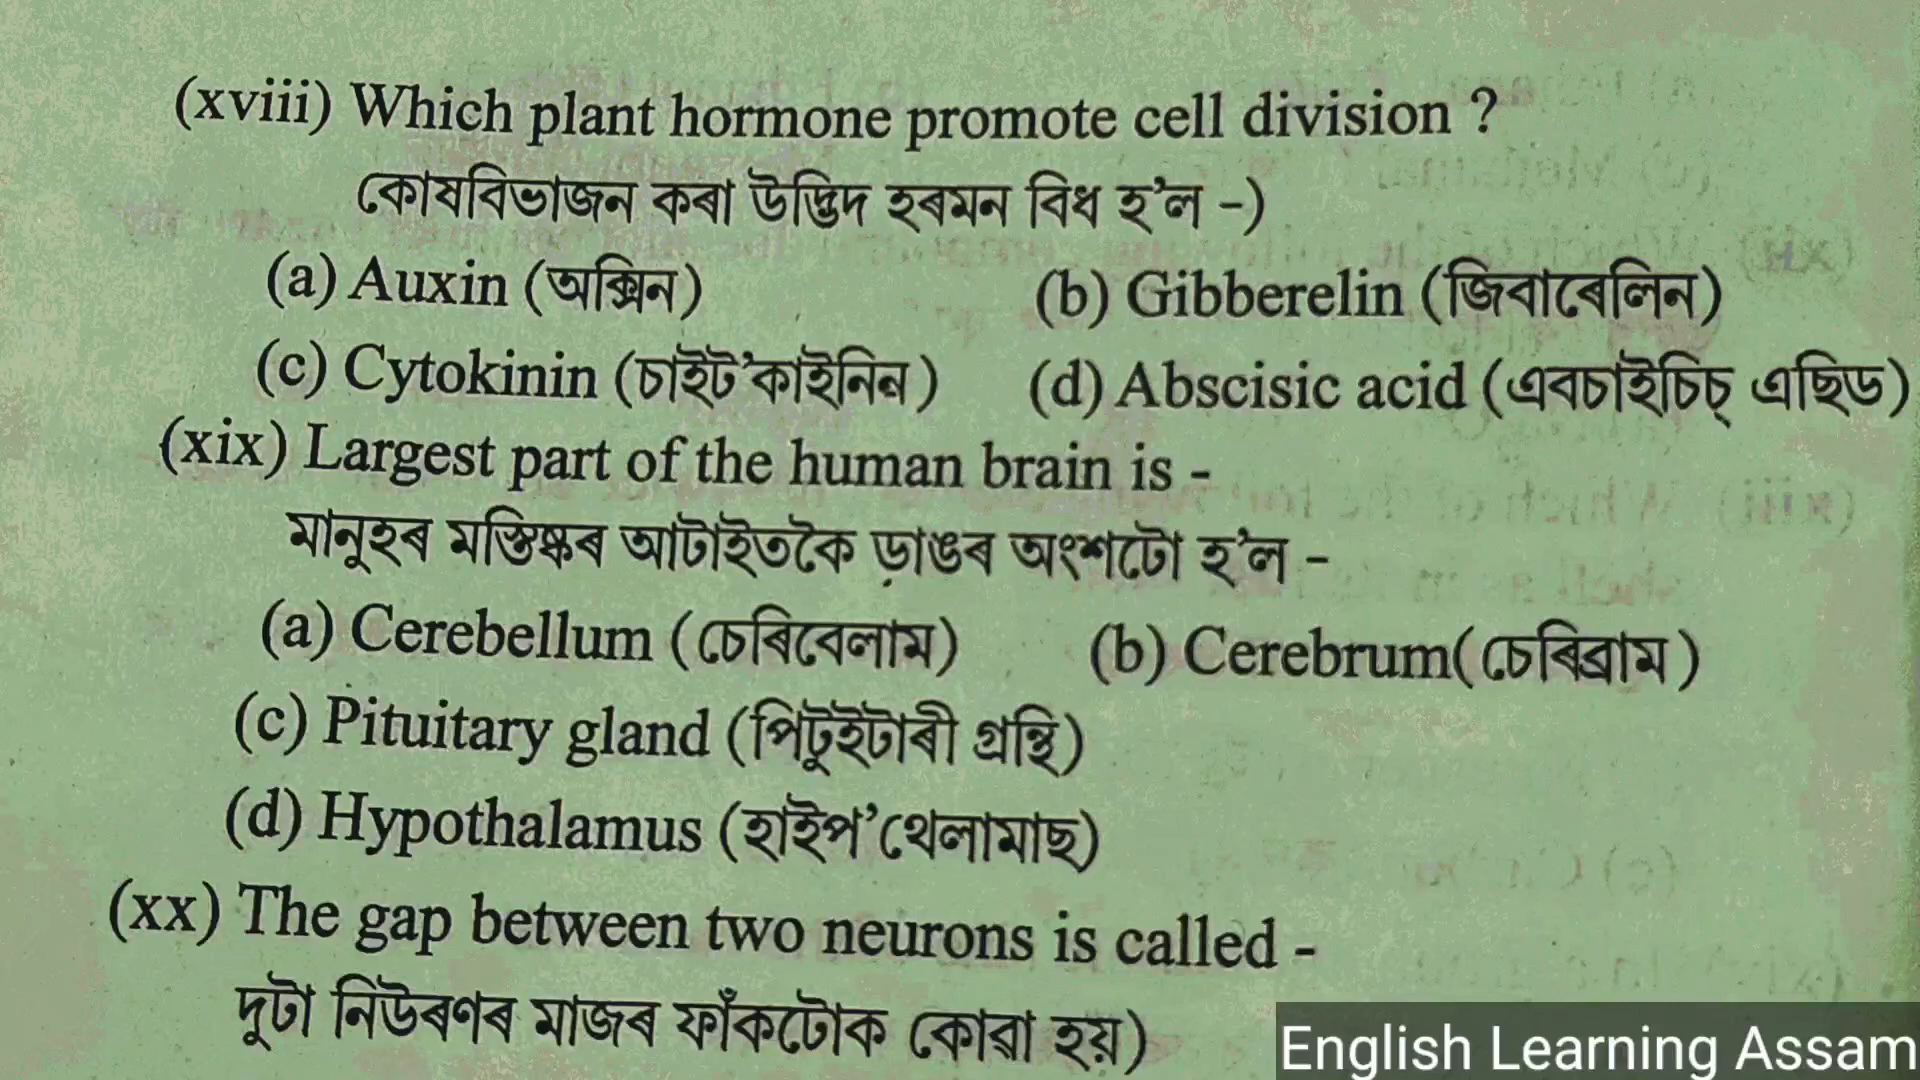 (xviii) Which plant hormone promote cell division ?
কোষবিভাজন কৰা উদ্ভিদ হৰমন বিধ হ'ল -)
(a) Auxin (অক্সিন) (b) Gibberelin (জিবাৰেলিন)
(c) Cytokinin (চাইট'কাইনিন) (d) Abscisic acid (এবচাইচিচ্ এছিড)
(xix) Largest part of the human brain is -
মানুহৰ মস্তিষ্কৰ আটাইতকৈ ড়াঙৰ অংশটো হ'ল -
(a) Cerebellum (চেৰিবেলাম) (b) Cerebrum(চেৰিব্ৰাম)
(c) Pituitary gland (পিটুইটাৰী গ্ৰন্থি)
(d) Hypothalamus (হাইপ'থেলামাছ)
(xx) The gap between two neurons is called -
দুটা নিউৰণৰ মাজৰ ফাঁকটোক কোৱা হয়)
English Learning Assam